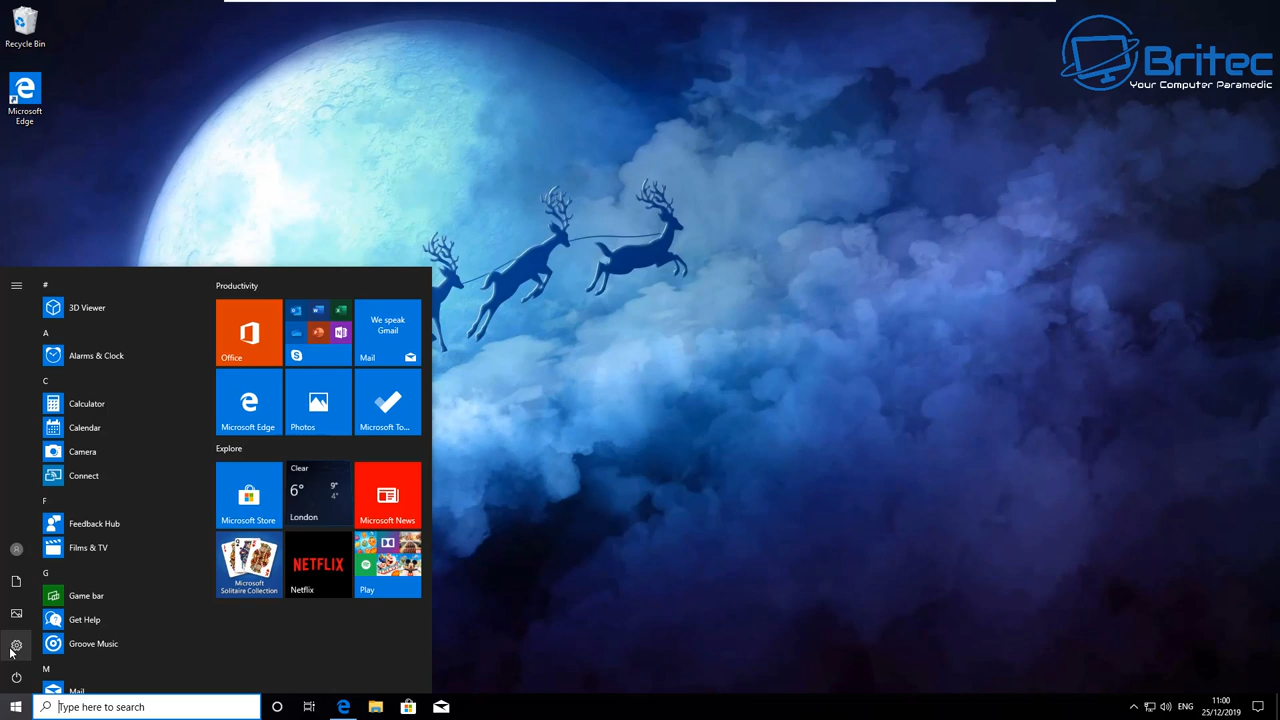 Recycle Bin
Microsoft
Edge
Britec
Your Computer Paramedic
#
3D Viewer
A
Alarms & Clock
C
Calculator
Calendar
Camera
Connect
F
Feedback Hub
Films & TV
G
Game bar
Get Help
Groove Music
M
Mail
Productivity
Office
We speak
Gmail
Mail
Microsoft Edge
Photos
Microsoft To...
Explore
Microsoft Store
Clear
6°
9°
4°
London
Microsoft News
Microsoft
Solitaire Collection
NETFLIX
Netflix
Play
Type here to search
ENG
11:00
25/12/2019